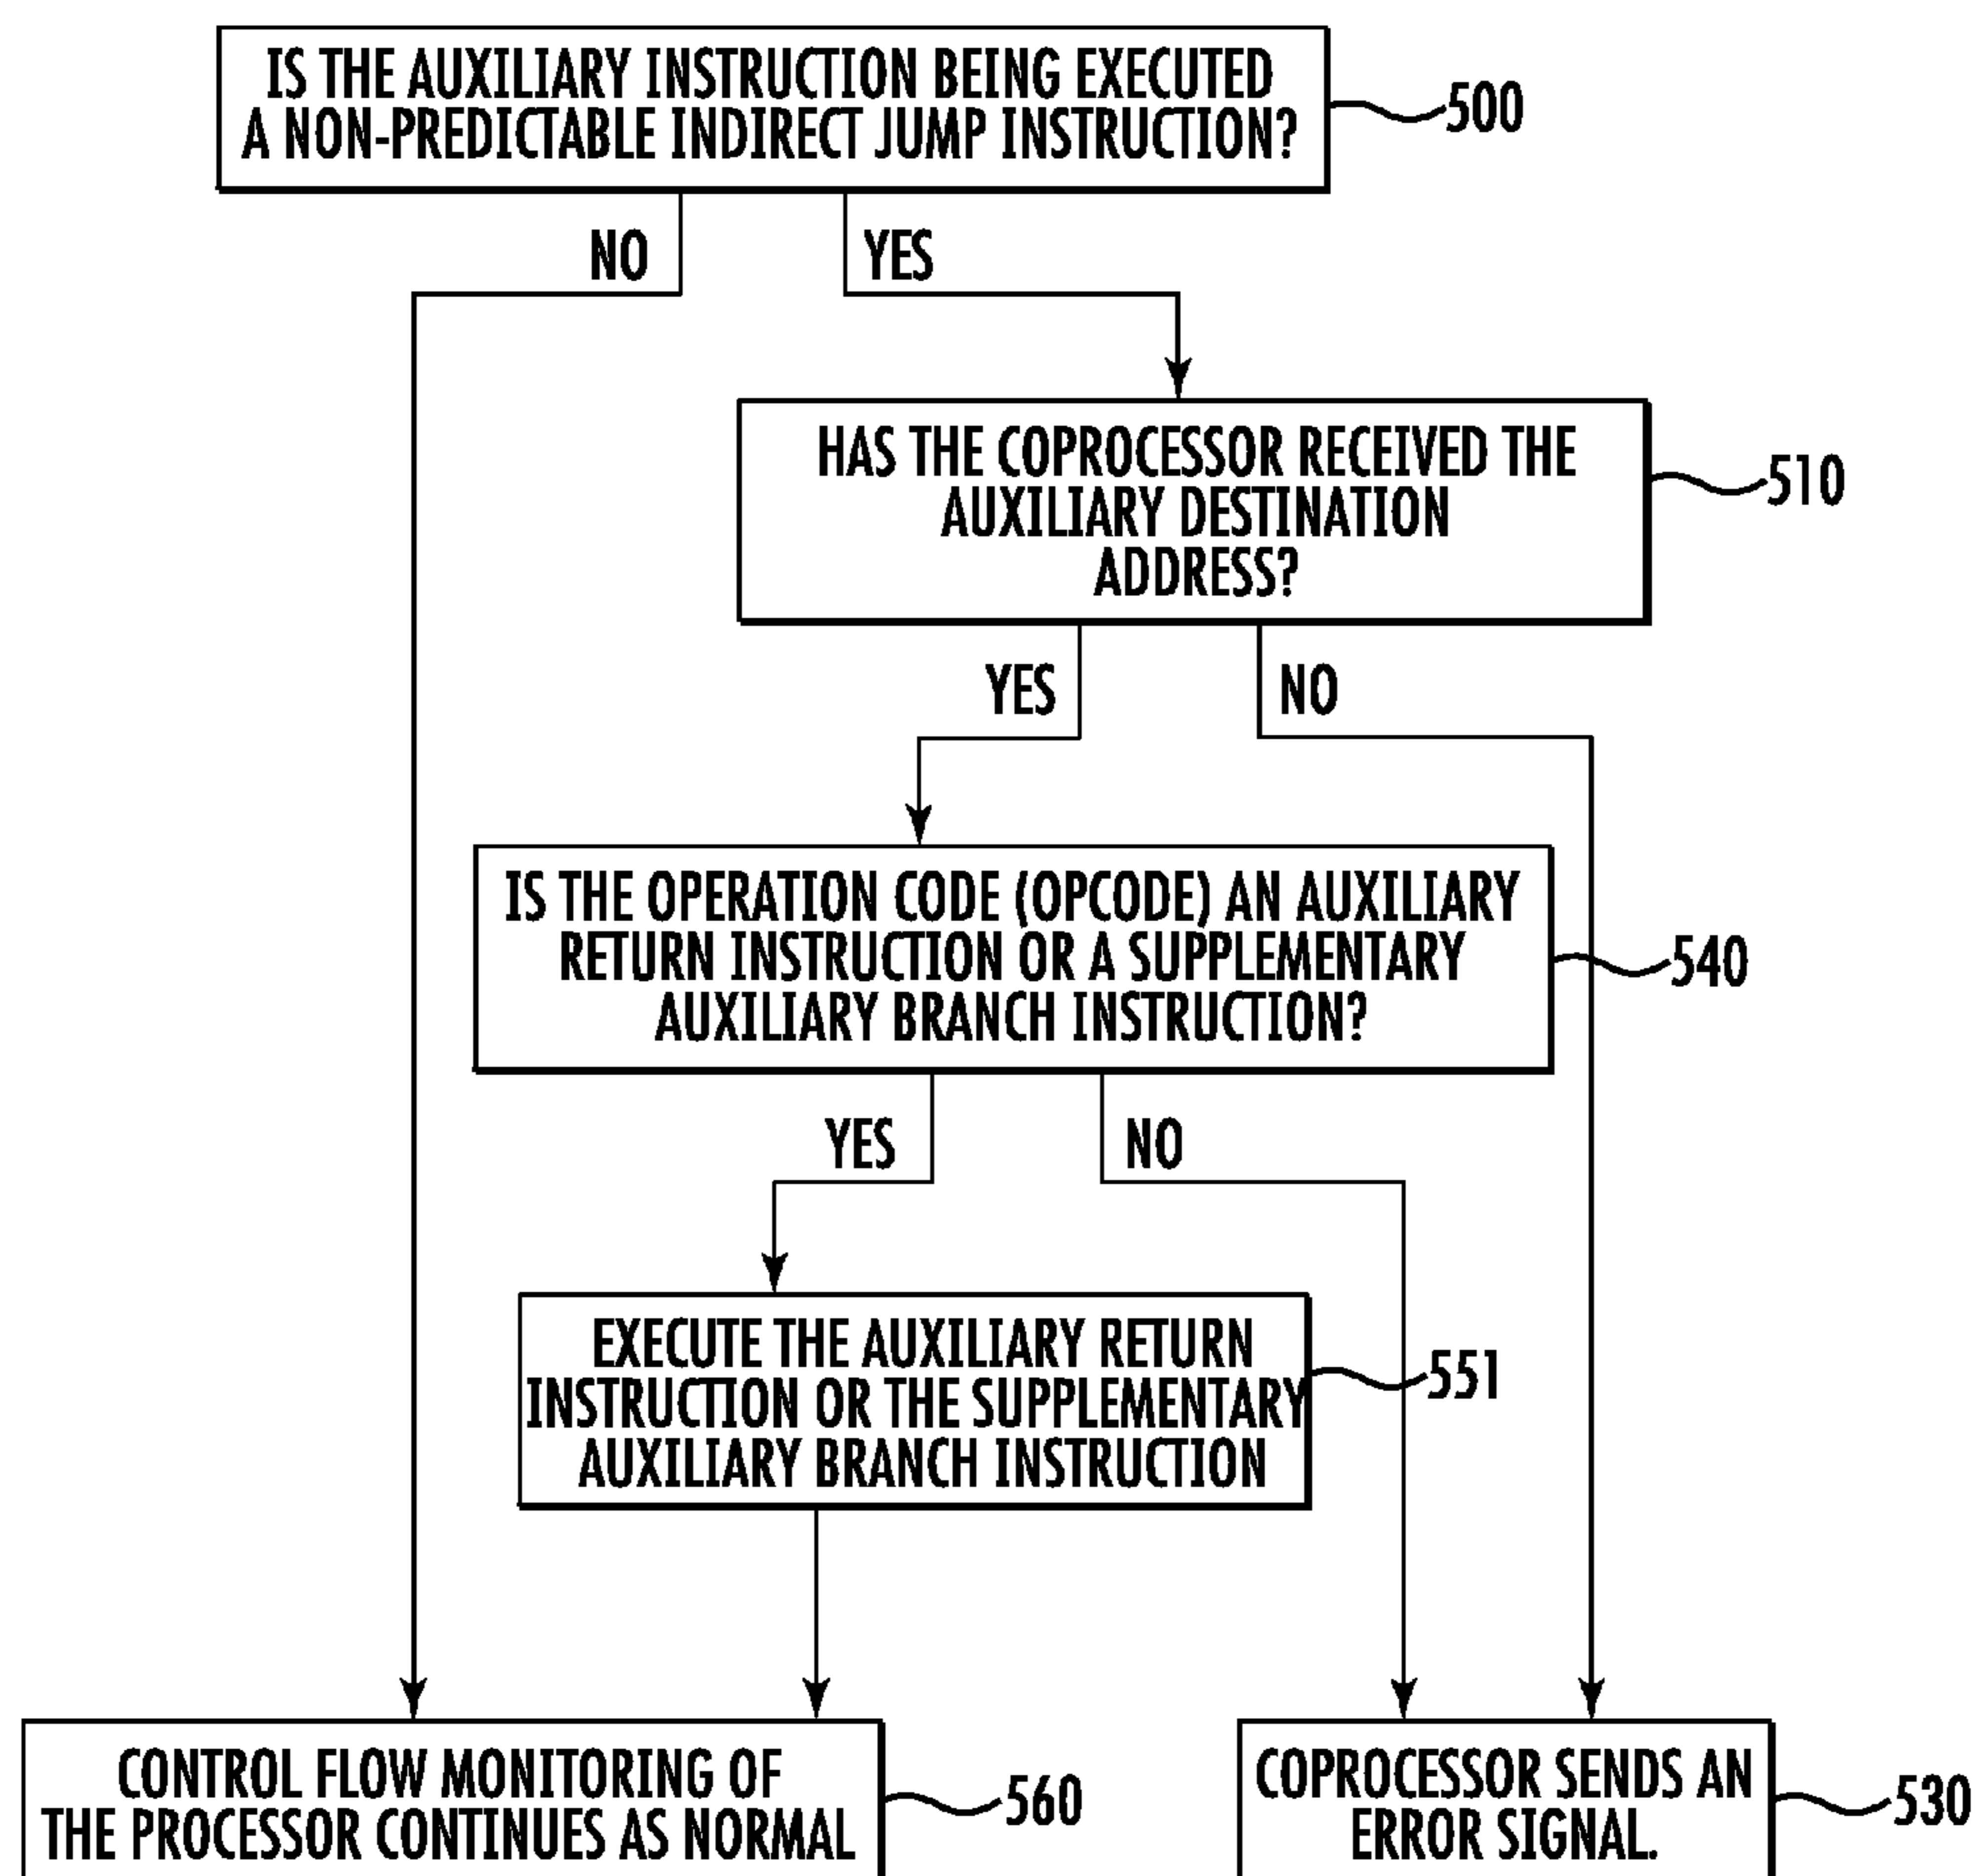 IS THE AUXILIARY INSTRUCTION BEING EXECUTED
A NON-PREDICTABLE INDIRECT JUMP INSTRUCTION?
500
NO
YES
HAS THE COPROCESSOR RECEIVED THE
AUXILIARY DESTINATION
ADDRESS?
510
YES
NO
IS THE OPERATION CODE (OPCODE) AN AUXILIARY
RETURN INSTRUCTION OR A SUPPLEMENTARY
AUXILIARY BRANCH INSTRUCTION?
540
YES
NO
EXECUTE THE AUXILIARY RETURN
INSTRUCTION OR THE SUPPLEMENTARY
AUXILIARY BRANCH INSTRUCTION
551
CONTROL FLOW MONITORING OF
THE PROCESSOR CONTINUES AS NORMAL
560
COPROCESSOR SENDS AN
ERROR SIGNAL.
530